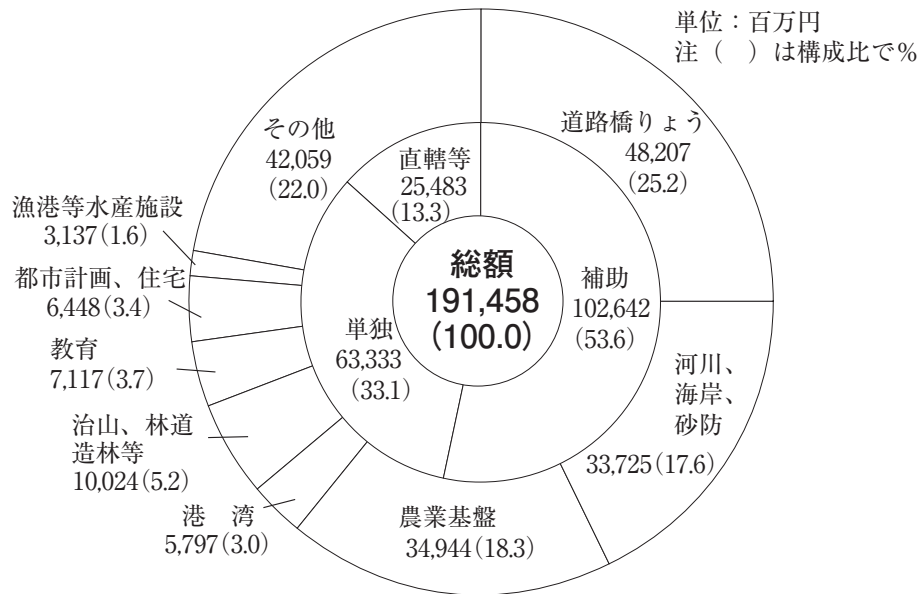 単位：百万円
注（　）は構成比で%
道路橋りょう
48,207
(25.2)
河川、
海岸、
砂防
33,725(17.6)
農業基盤
34,944(18.3)
港　湾
5,797(3.0)
治山、林道
造林等
10,024(5.2)
教育
7,117(3.7)
都市計画、住宅
6,448(3.4)
漁港等水産施設
3,137(1.6)
その他
42,059
(22.0)
直轄等
25,483
(13.3)
補助
102,642
(53.6)
単独
63,333
(33.1)
総額
191,458
(100.0)